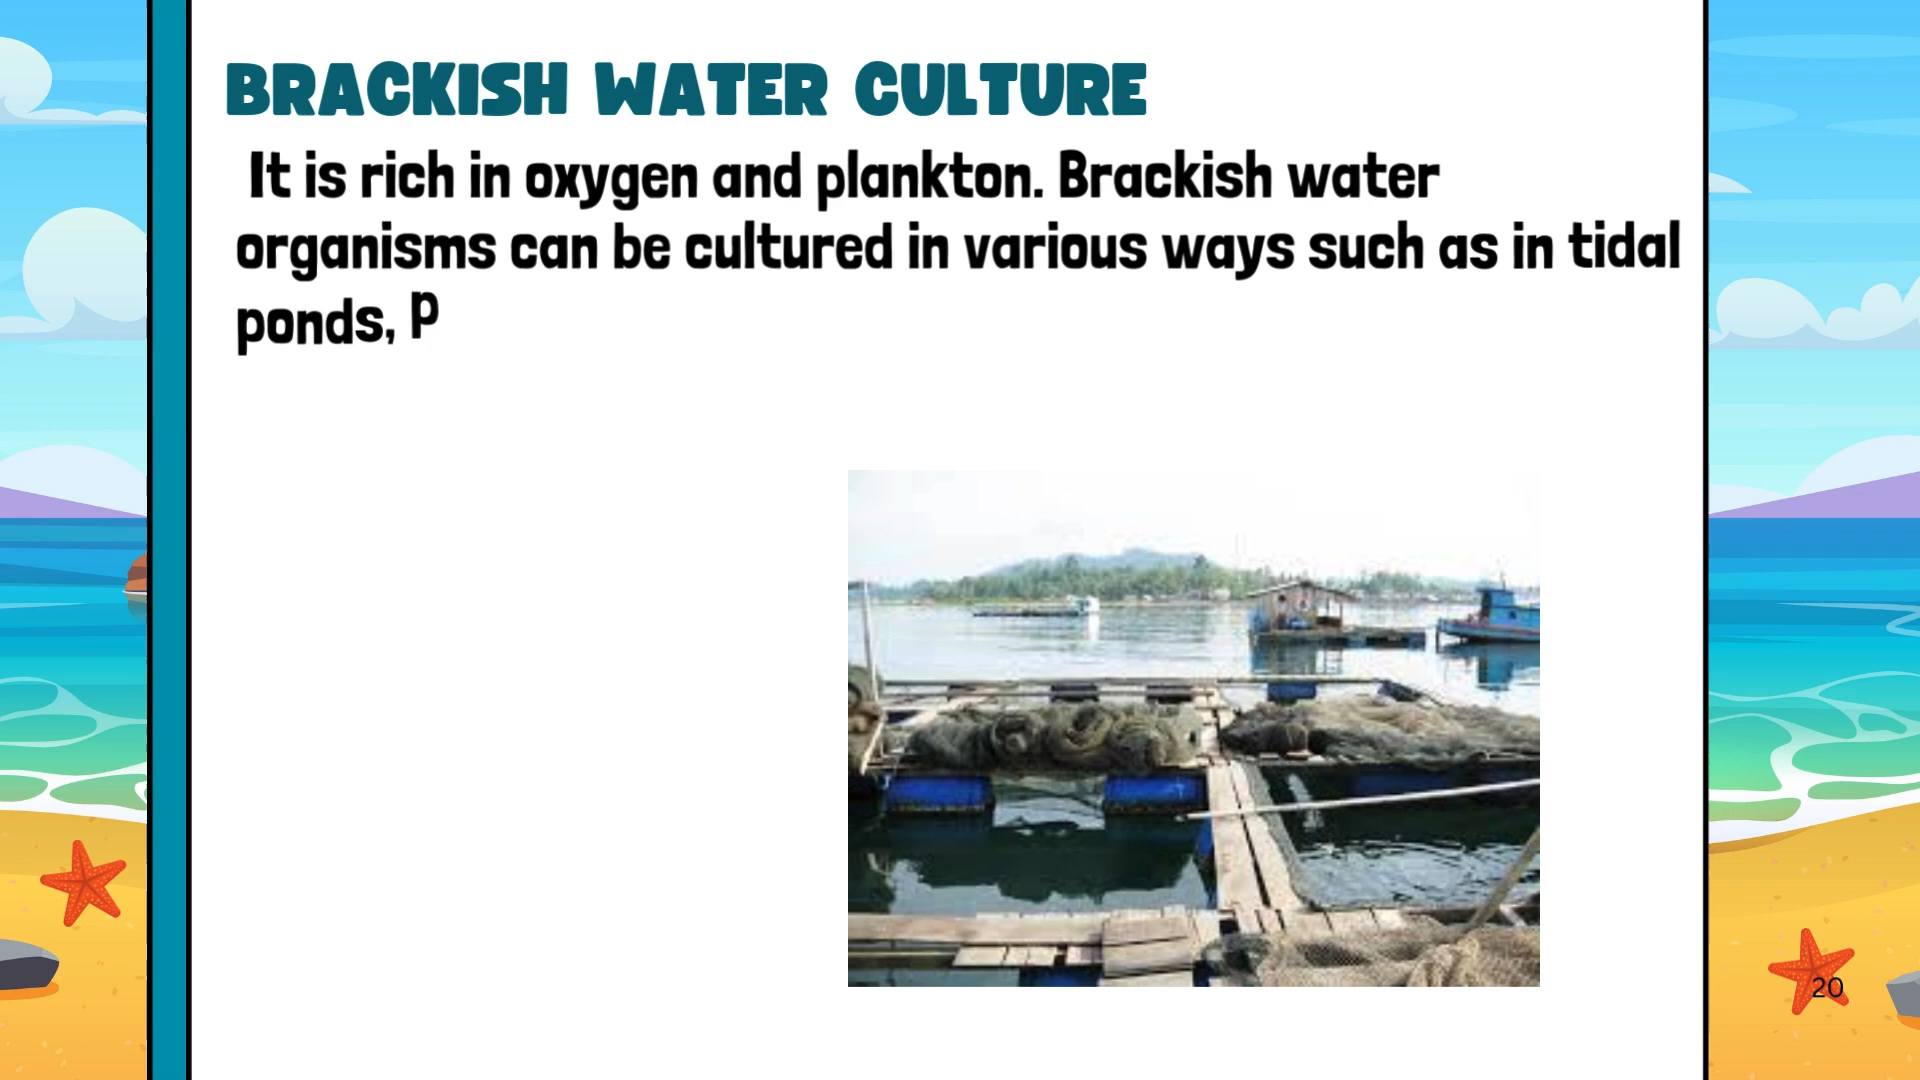 BRACKISH WATER CULTURE
It is rich in oxygen and plankton. Brackish water
organisms can be cultured in various ways such as in tidal
ponds, p
20